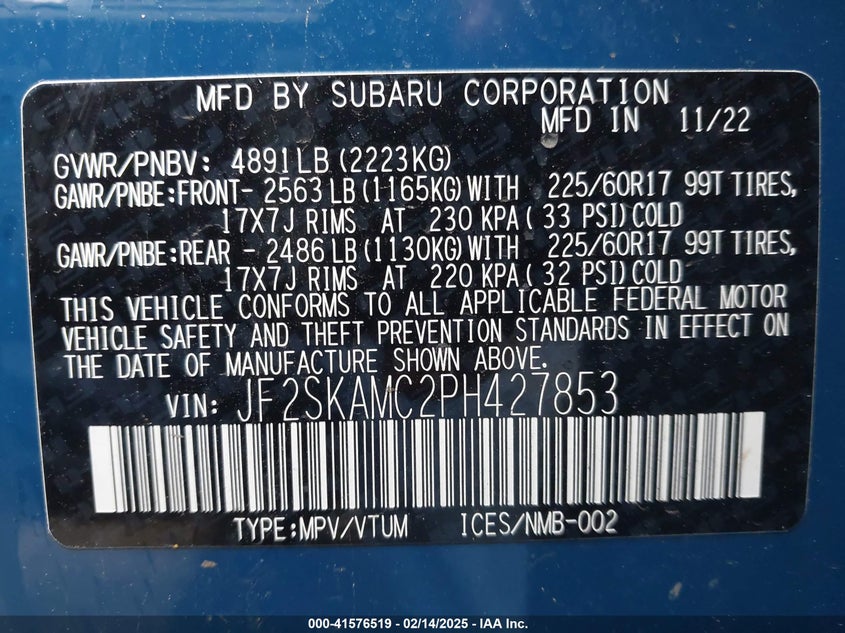 MFD BY SUBARU CORPORATION
MFD IN 11/22
GVWR/PNBV: 4891LB (2223KG)
GAWR/PNBE:FRONT- 2563 LB (1165KG) WITH 225/60R17 99T TIRES,
17X7J RIMS AT 230 KPA (33 PSI) COLD
GAWR/PNBE:REAR - 2486 LB (1130KG) WITH 225/60R17 99T TIRES,
17X7J RIMS AT 220 KPA (32 PSI) COLD
THIS VEHICLE CONFORMS TO ALL APPLICABLE FEDERAL MOTOR
VEHICLE SAFETY AND THEFT PREVENTION STANDARDS IN EFFECT ON
THE DATE OF MANUFACTURE SHOWN ABOVE.
VIN: JF2SKAMC2PH427853
TYPE:MPV/VTUM ICES/NMB-002
000-41576519 - 02/14/2025 - IAA Inc.